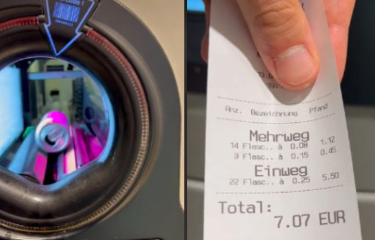 Anz. Bezeichnung Pfand
Mehrweg
14 Flasc.. à 0.08 1.12
3 Flasc.. à 0.15 0.45
Einweg
22 Flasc.. à 0.25 5.50
Total:
7.07 EUR